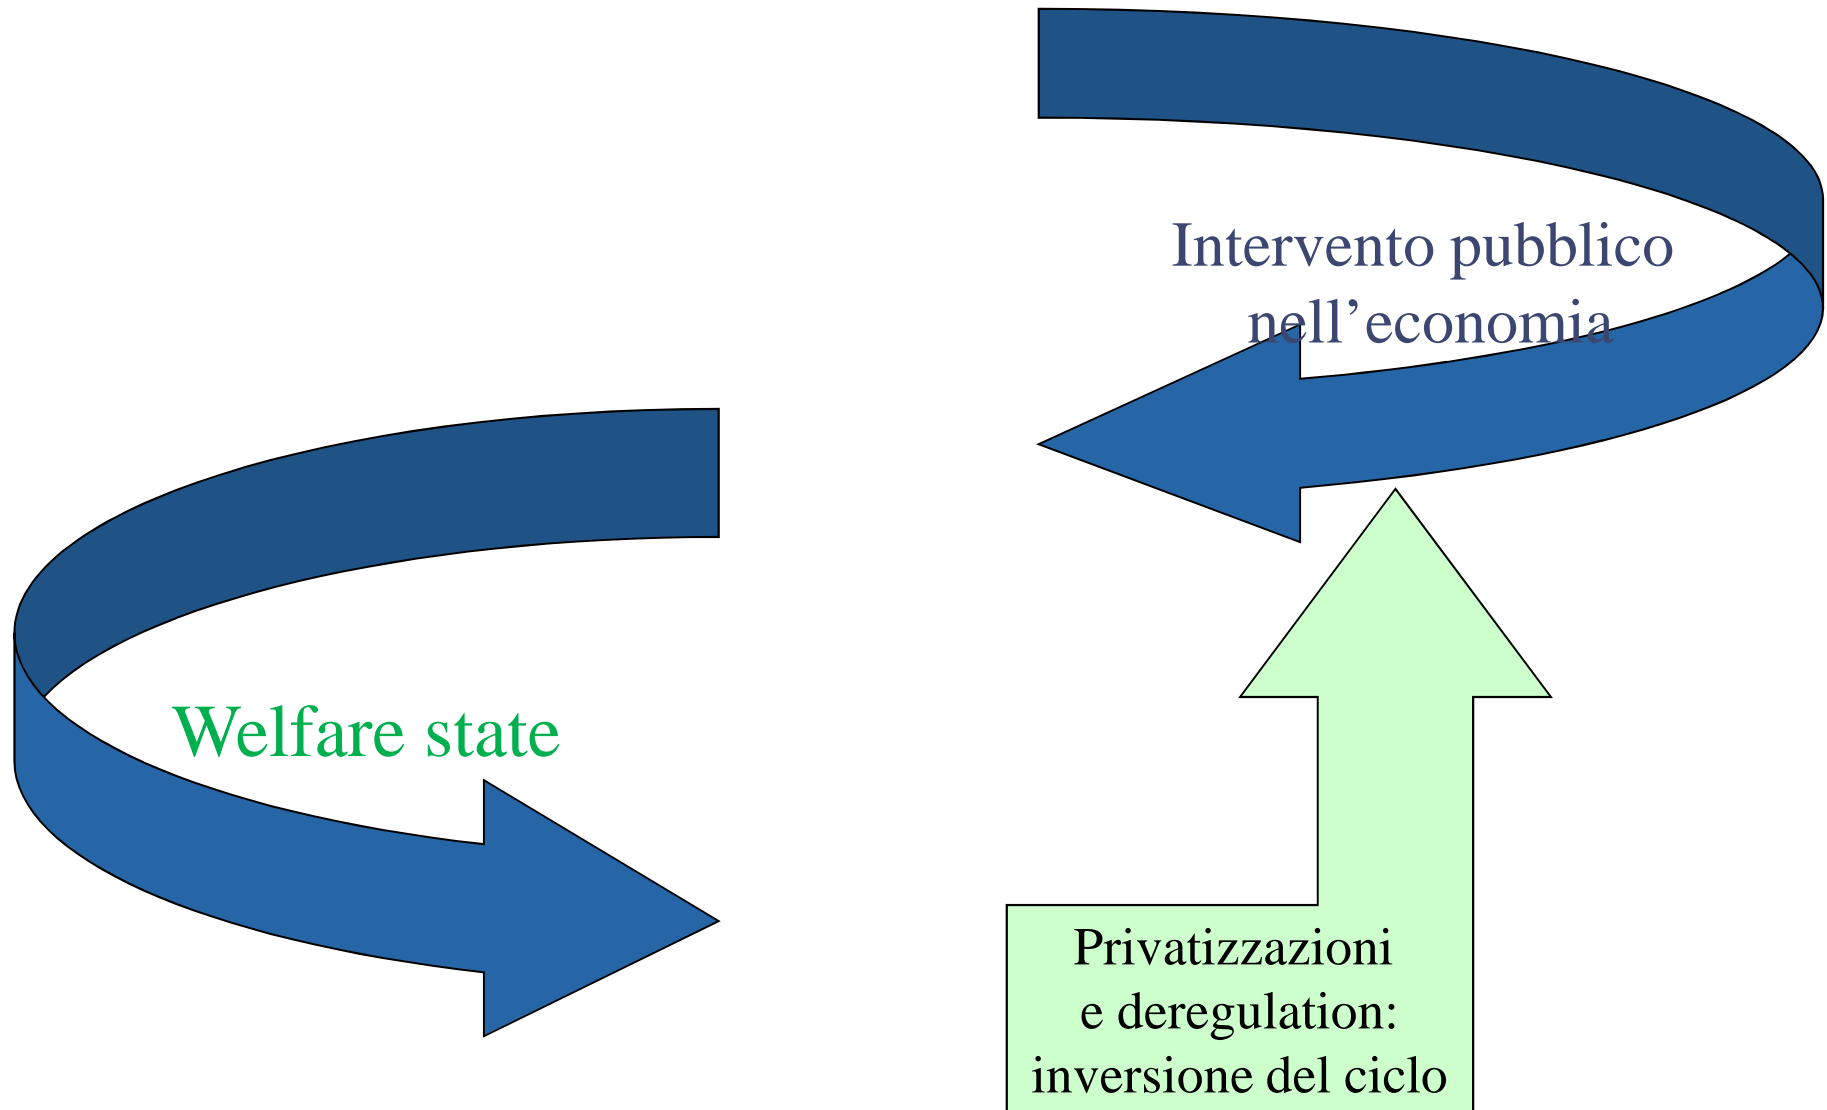 Intervento pubblico
nell’economia
Welfare state
Privatizzazioni
e deregulation:
inversione del ciclo